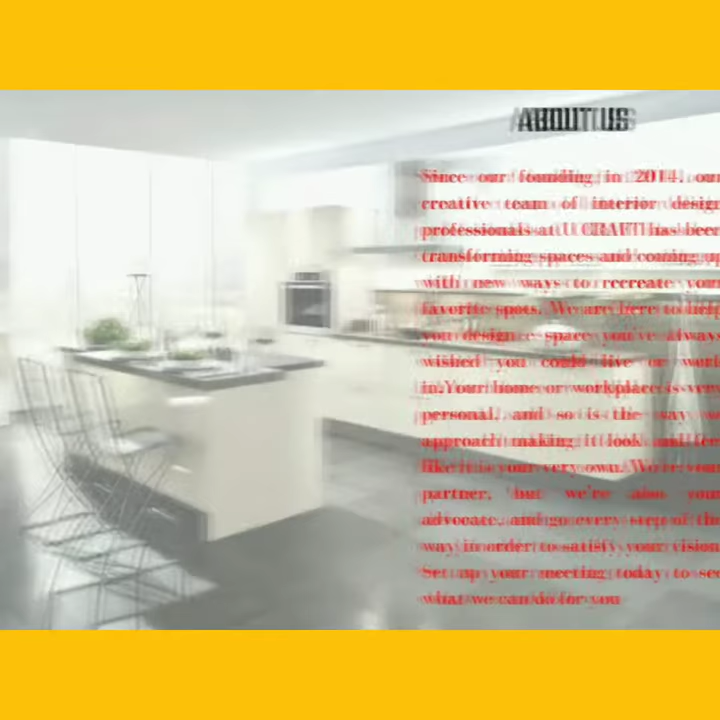 ABOUT US
Since our founding in 2014, our
creative team of interior design
professionals at U CRAFT has been
transforming spaces and coming up
with new ways to recreate your
favorite spots. We are here to help
you design space you've always
wished you could live or work
in.Your home or workplace is very
personal, and so is the way we
approach making it look and feel
like it is your very own. We're your
partner, but we're also your
advocate, and go every step of the
way in order to satisfy your vision
Set up your meeting today to see
what we can do for you